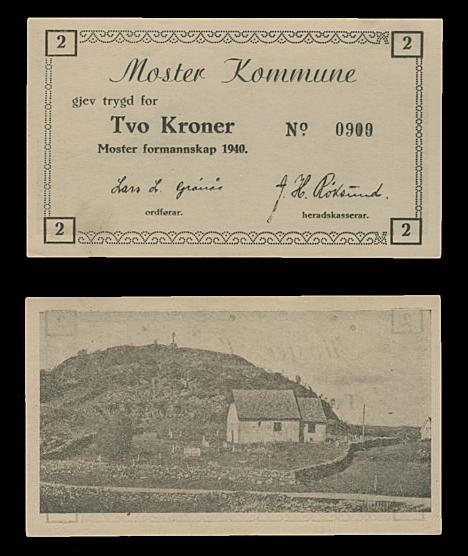 2 2
Moster Kommune
gjev trygd for
Tvo Kroner Nº 0909
Moster formannskap 1940.
Lars L. Grönås J. H. Röksund.
ordførar. heradskasserar.
2 2